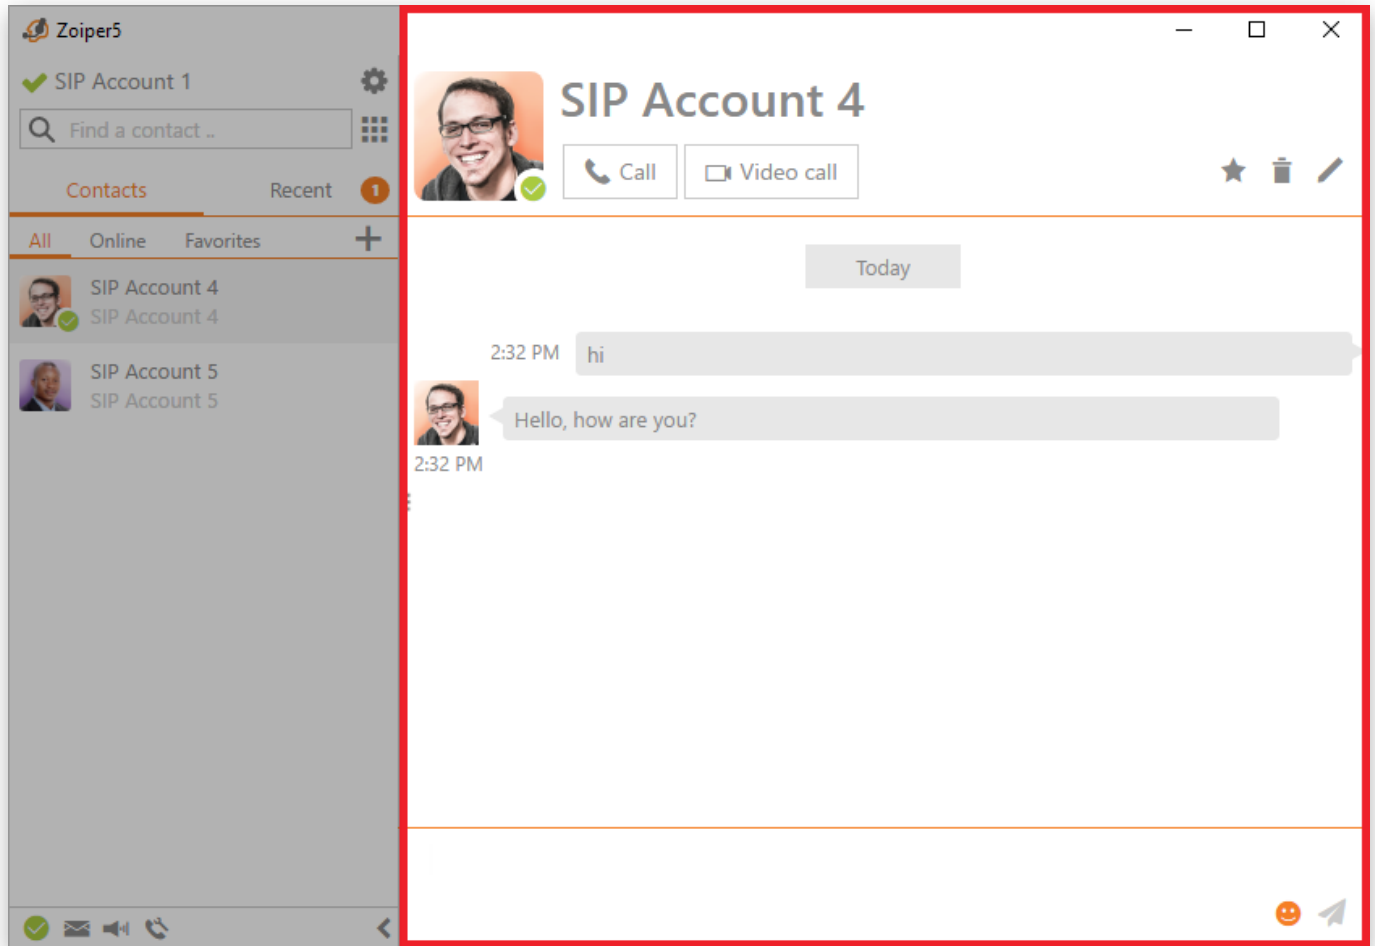 Zoiper5
SIP Account 1
Find a contact ..
Contacts Recent 1
All Online Favorites
SIP Account 4
SIP Account 4
SIP Account 5
SIP Account 5
SIP Account 4
Call Video call
Today
2:32 PM hi
Hello, how are you?
2:32 PM